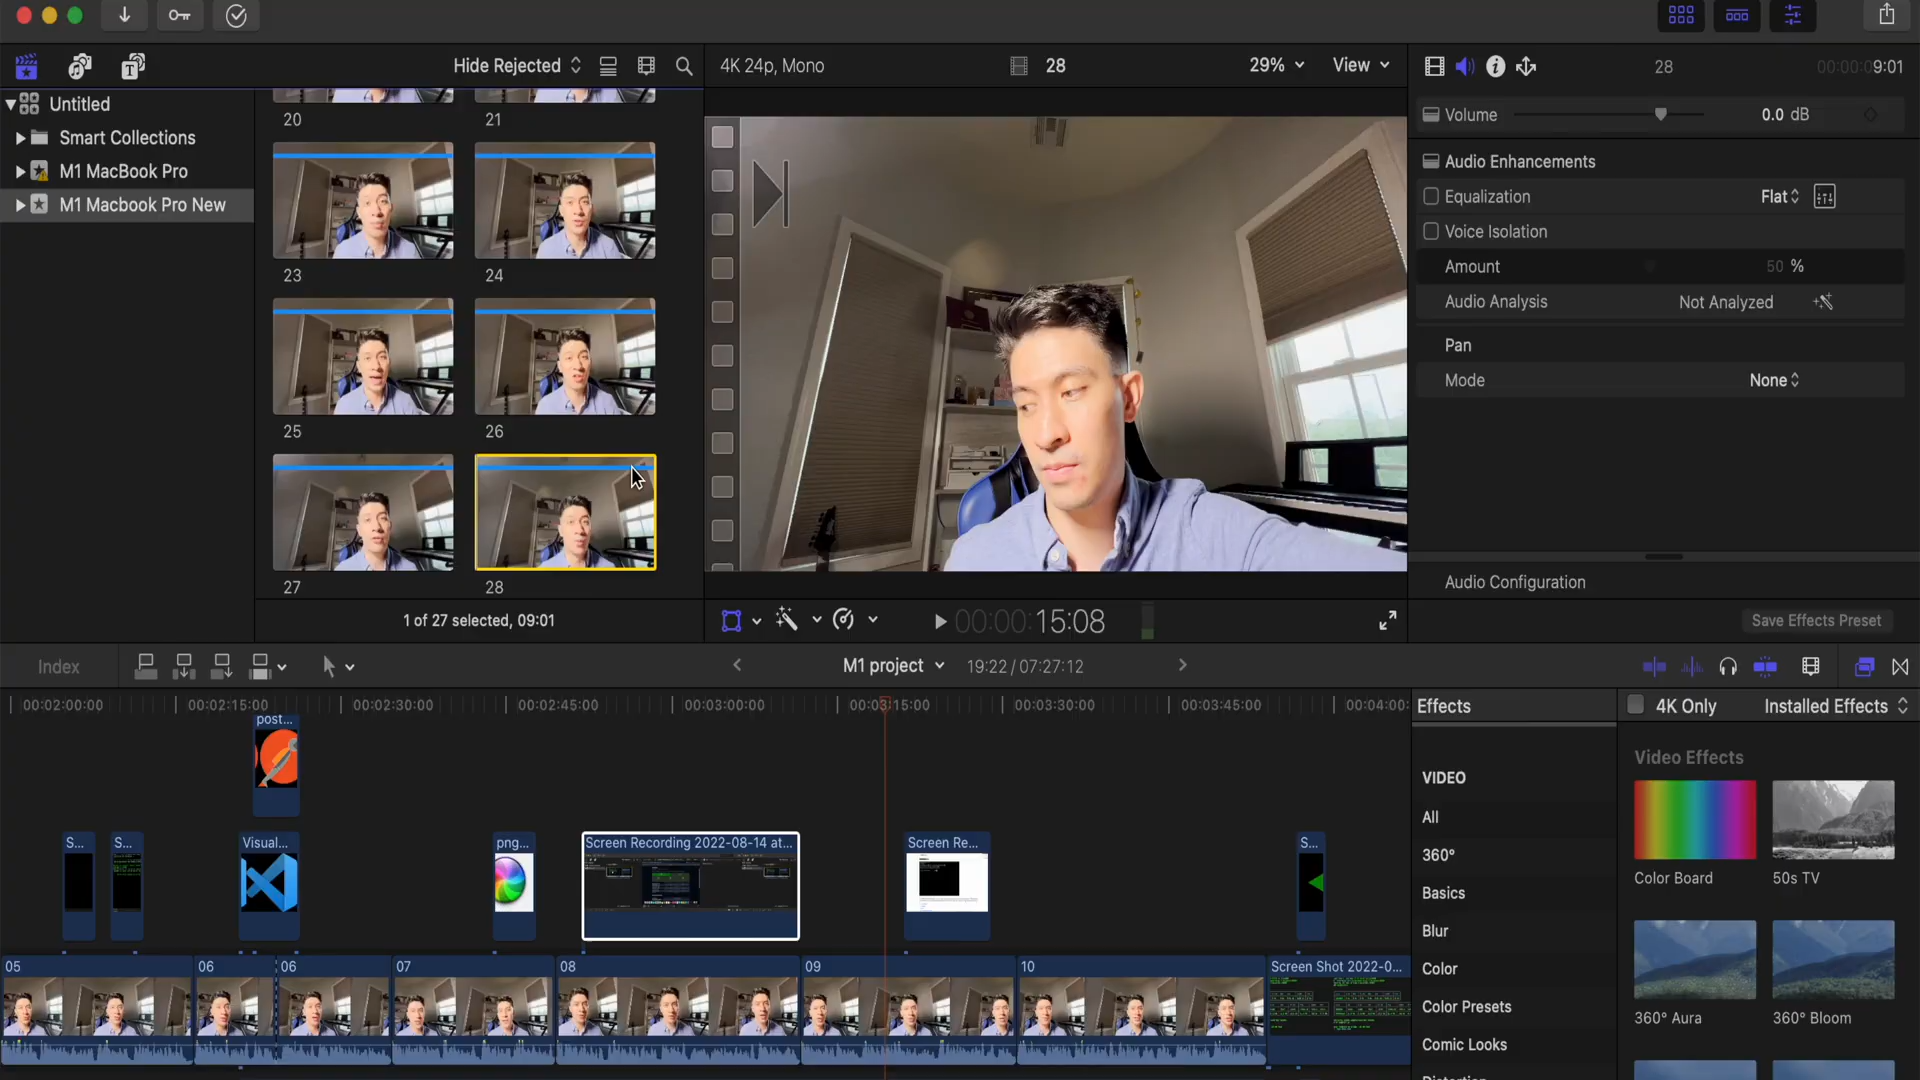 Hide Rejected
4K 24p, Mono
28
29%
View
28
00:00:09:01
Untitled
Smart Collections
M1 MacBook Pro
M1 Macbook Pro New
20
21
23
24
25
26
27
28
1 of 27 selected, 09:01
00:00:15:08
Volume
0.0 dB
Audio Enhancements
Equalization
Flat
Voice Isolation
Amount
50 %
Audio Analysis
Not Analyzed
Pan
Mode
None
Audio Configuration
Save Effects Preset
Index
M1 project
19:22 / 07:27:12
00:02:00:00
00:02:15:00
00:02:30:00
00:02:45:00
00:03:00:00
00:03:15:00
00:03:30:00
00:03:45:00
00:04:00:
post...
S...
S...
Visual...
png...
Screen Recording 2022-08-14 at...
Screen Re...
S...
05
06
06
07
08
09
10
Screen Shot 2022-0...
Effects
4K Only
Installed Effects
VIDEO
All
360°
Basics
Blur
Color
Color Presets
Comic Looks
Distortion
Video Effects
Color Board
50s TV
360° Aura
360° Bloom